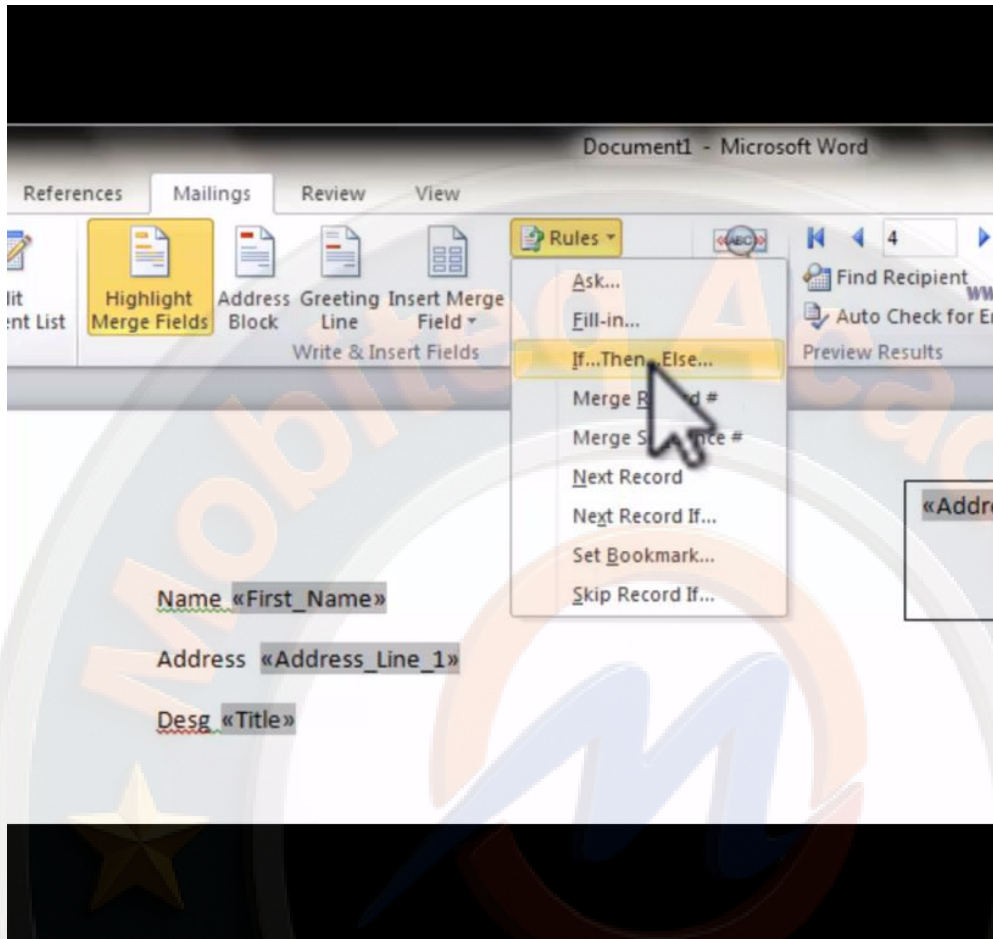 Document1 - Microsoft Word
References Mailings Review View
Highlight Merge Fields
Address Block
Greeting Line
Insert Merge Field
Write & Insert Fields
Rules
Ask...
Fill-in...
If...Then...Else...
Merge #
Merge #
Next Record
Next Record If...
Set Bookmark...
Skip Record If...
ABC
4
Find Recipient
Auto Check for
Preview Results
Name «First_Name»
Address «Address_Line_1»
Desg «Title»
Mobiteq